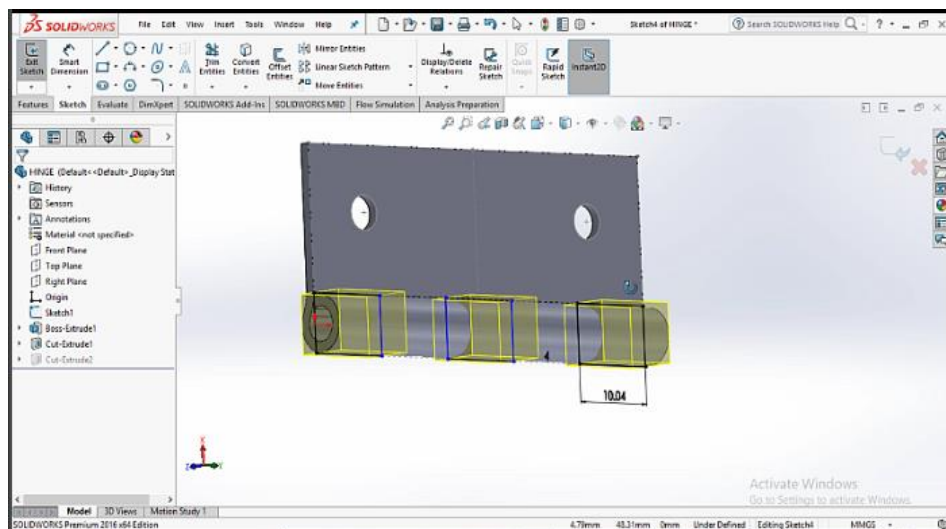 SOLIDWORKS File Edit View Insert Tools Window Help Sketch4 of HINGE * Search SOLIDWORKS Help
Exit Sketch
Smart Dimension
Trim Entities
Convert Entities
Offset Entities
Mirror Entities
Linear Sketch Pattern
Move Entities
Display/Delete Relations
Repair Sketch
Quick Snaps
Rapid Sketch
Instant2D
Features Sketch Evaluate DimXpert SOLIDWORKS Add-Ins SOLIDWORKS MBD Flow Simulation Analysis Preparation
HINGE (Default<<Default>_Display Stat
History
Sensors
Annotations
Material <not specified>
Front Plane
Top Plane
Right Plane
Origin
Sketch1
Boss-Extrude1
Cut-Extrude1
Cut-Extrude2
10.04
Activate Windows
Go to Settings to activate Windows.
Model 3D Views Motion Study 1
SOLIDWORKS Premium 2016 x64 Edition 4.79mm 48.31mm 0mm Under Defined Editing Sketch4 MMGS